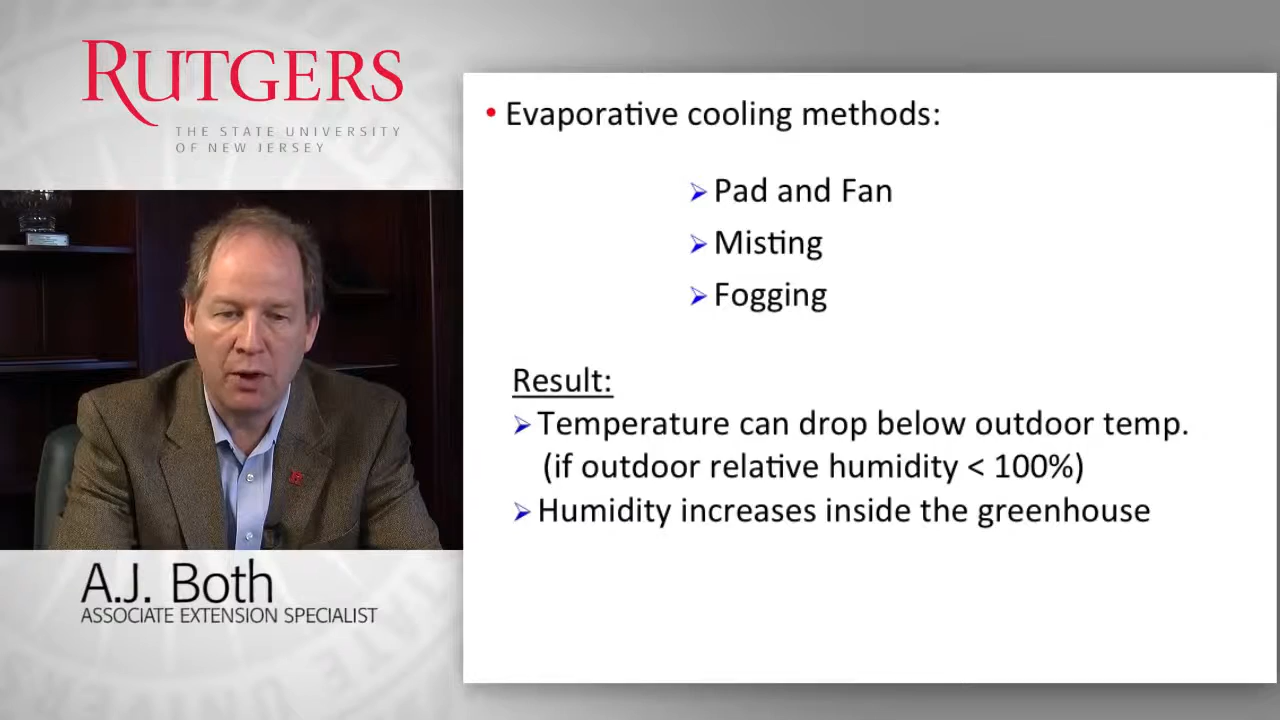 RUTGERS
THE STATE UNIVERSITY
OF NEW JERSEY
• Evaporative cooling methods:
➢ Pad and Fan
➢ Misting
➢ Fogging
Result:
➢ Temperature can drop below outdoor temp.
(if outdoor relative humidity < 100%)
➢ Humidity increases inside the greenhouse
A.J. Both
ASSOCIATE EXTENSION SPECIALIST